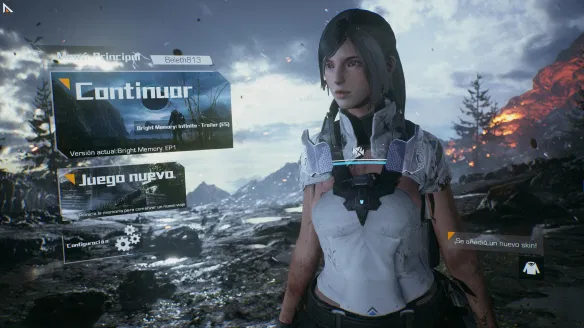 Menú Principal
Beleth613
Continuar
Bright Memory: Infinite - Trailer (ES)
Versión actual:Bright Memory. EP1
Juego nuevo
Configuración
¡Se añadió un nuevo skin!